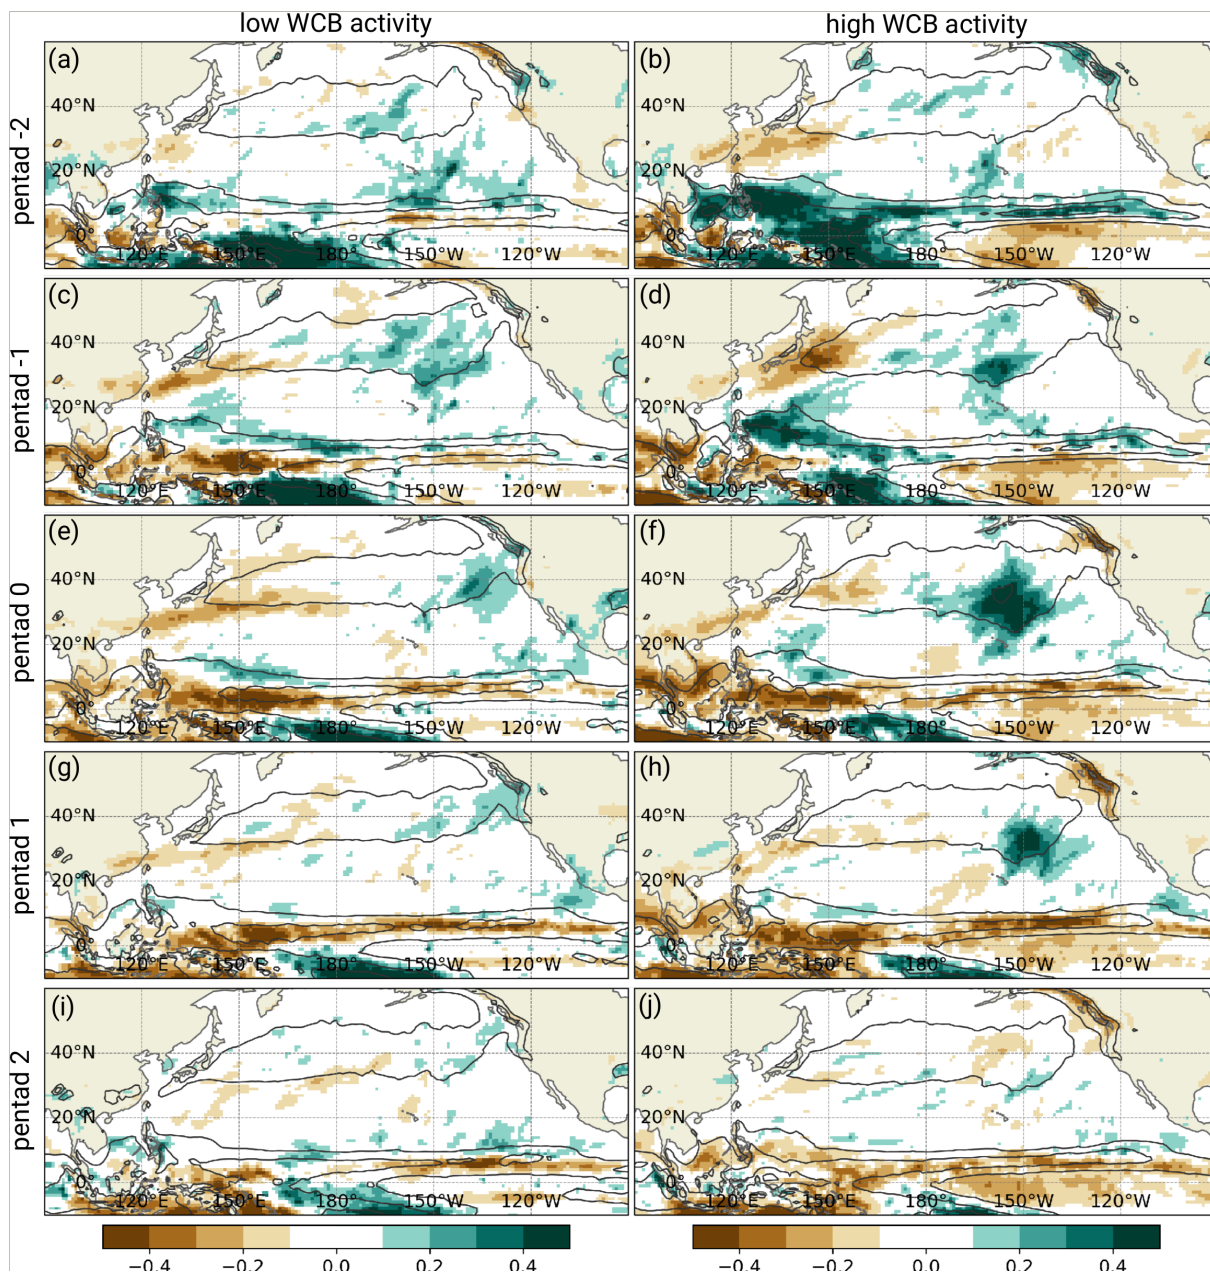 low WCB activity
high WCB activity
pentad -2
(a)
40°N
20°N
0°
120°E 150°E 180° 150°W 120°W
(b)
40°N
20°N
0°
120°E 150°E 180° 150°W 120°W
pentad -1
(c)
40°N
20°N
0°
120°E 150°E 180° 150°W 120°W
(d)
40°N
20°N
0°
120°E 150°E 180° 150°W 120°W
pentad 0
(e)
40°N
20°N
0°
120°E 150°E 180° 150°W 120°W
(f)
40°N
20°N
0°
120°E 150°E 180° 150°W 120°W
pentad 1
(g)
40°N
20°N
0°
120°E 150°E 180° 150°W 120°W
(h)
40°N
20°N
0°
120°E 150°E 180° 150°W 120°W
pentad 2
(i)
40°N
20°N
0°
120°E 150°E 180° 150°W 120°W
(j)
40°N
20°N
0°
120°E 150°E 180° 150°W 120°W
−0.4 −0.2 0.0 0.2 0.4
−0.4 −0.2 0.0 0.2 0.4